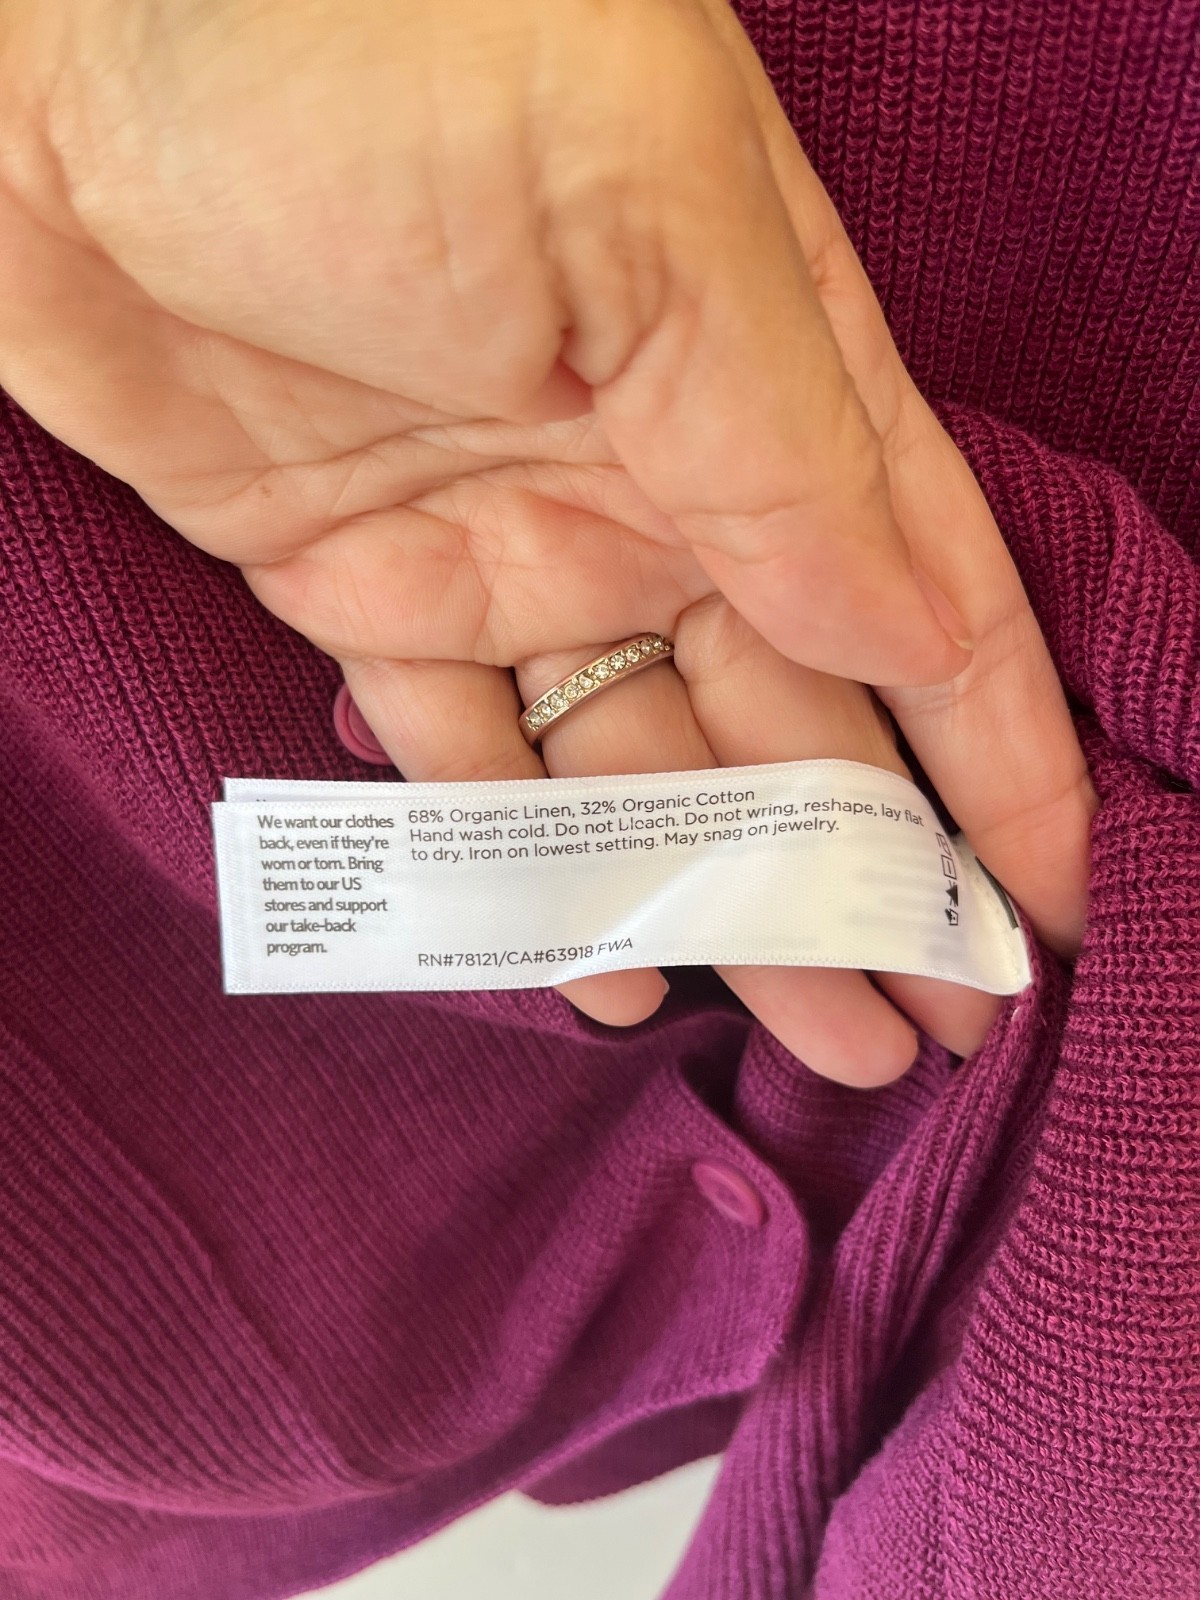 We want our clothes
back, even if they're
worn or torn. Bring
them to our US
stores and support
our take-back
program.
68% Organic Linen, 32% Organic Cotton
Hand wash cold. Do not bleach. Do not wring, reshape, lay flat
to dry. Iron on lowest setting. May snag on jewelry.
RN#78121/CA#63918 FWA